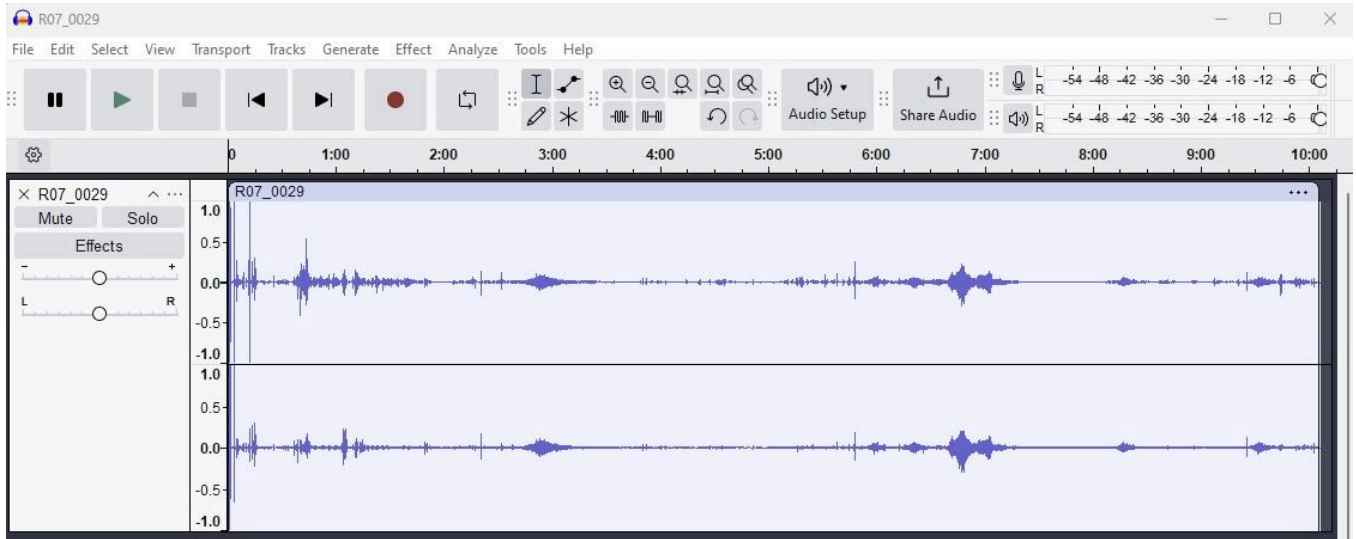 R07_0029
File Edit Select View Transport Tracks Generate Effect Analyze Tools Help
Audio Setup
Share Audio
L R -54 -48 -42 -36 -30 -24 -18 -12 -6 0
L R -54 -48 -42 -36 -30 -24 -18 -12 -6 0
0 1:00 2:00 3:00 4:00 5:00 6:00 7:00 8:00 9:00 10:00
R07_0029
Mute Solo
Effects
- +
L R
R07_0029
1.0
0.5
0.0
-0.5
-1.0
1.0
0.5
0.0
-0.5
-1.0